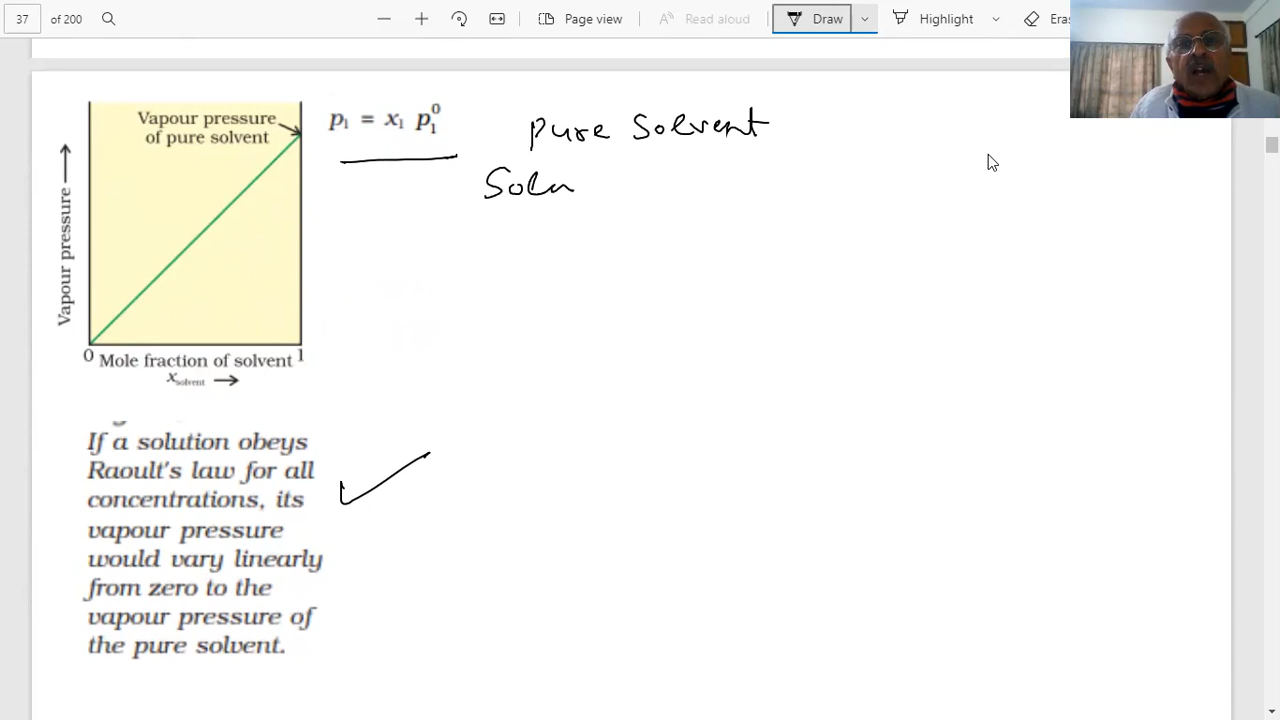 37 of 200 Page view Read aloud Draw Highlight
Vapour pressure
of pure solvent
Vapour pressure
0 Mole fraction of solvent 1
x solvent
p₁ = x₁ p₁⁰
Pure Solvent
Soln
If a solution obeys
Raoult's law for all
concentrations, its
vapour pressure
would vary linearly
from zero to the
vapour pressure of
the pure solvent.